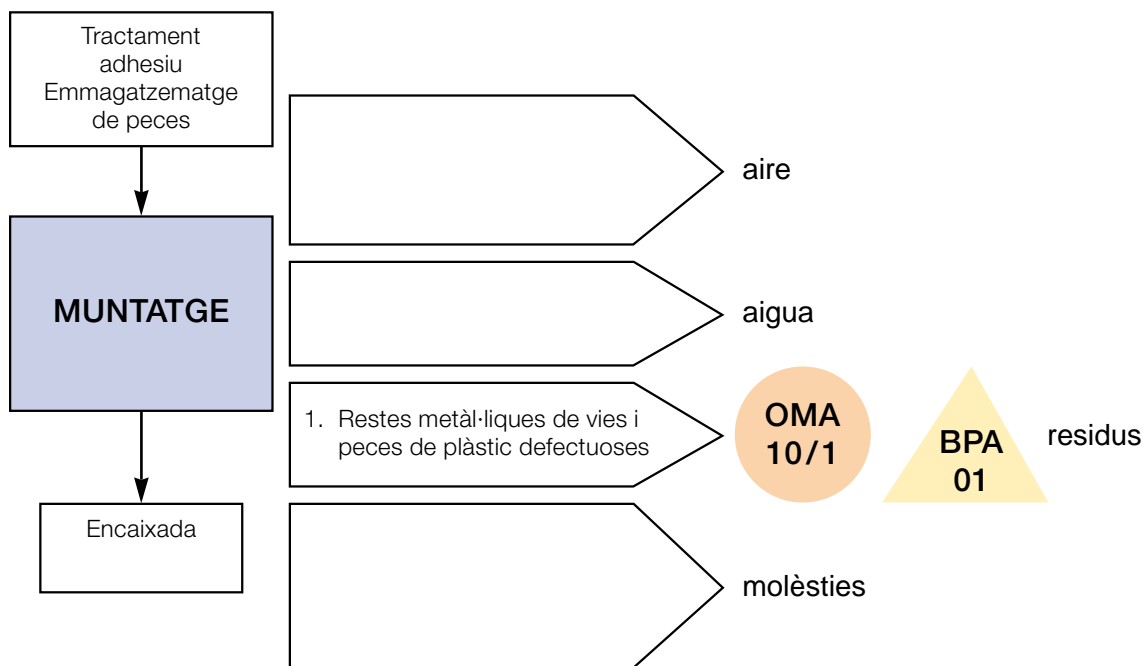 Tractament
adhesiu
Emmagatzematge
de peces
aire
MUNTATGE
aigua
1. Restes metàl·liques de vies i
peces de plàstic defectuoses
OMA
10/1
BPA
01
residus
Encaixada
molèsties